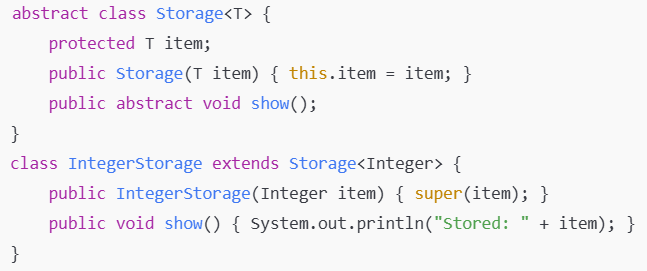 abstract class Storage<T> {
    protected T item;
    public Storage(T item) { this.item = item; }
    public abstract void show();
}
class IntegerStorage extends Storage<Integer> {
    public IntegerStorage(Integer item) { super(item); }
    public void show() { System.out.println("Stored: " + item); }
}